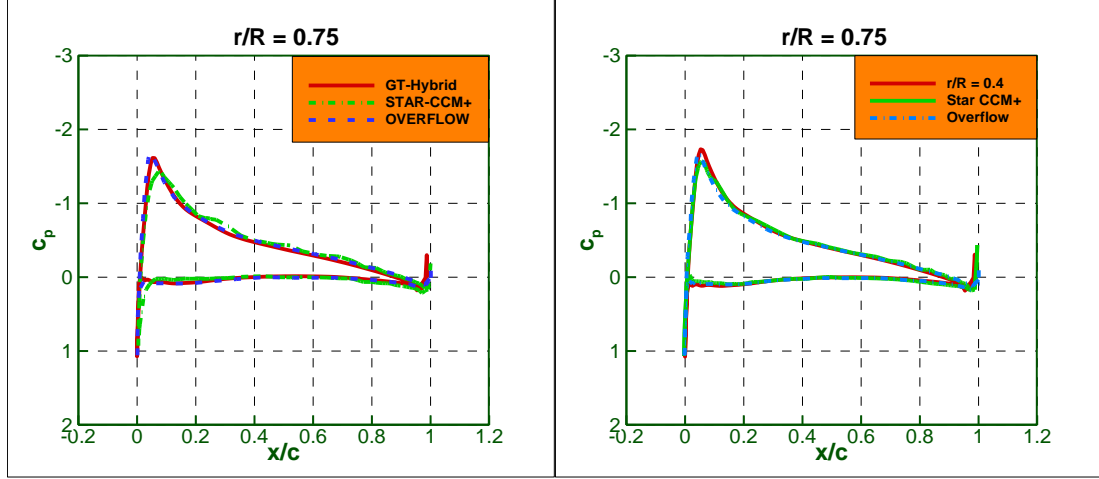 r/R = 0.75
-3
GT-Hybrid
STAR-CCM+
OVERFLOW
-2
-1
cp
0
1
2
-0.2 0 0.2 0.4 0.6 0.8 1 1.2
x/c
r/R = 0.75
-3
r/R = 0.4
Star CCM+
Overflow
-2
-1
cp
0
1
2
-0.2 0 0.2 0.4 0.6 0.8 1 1.2
x/c